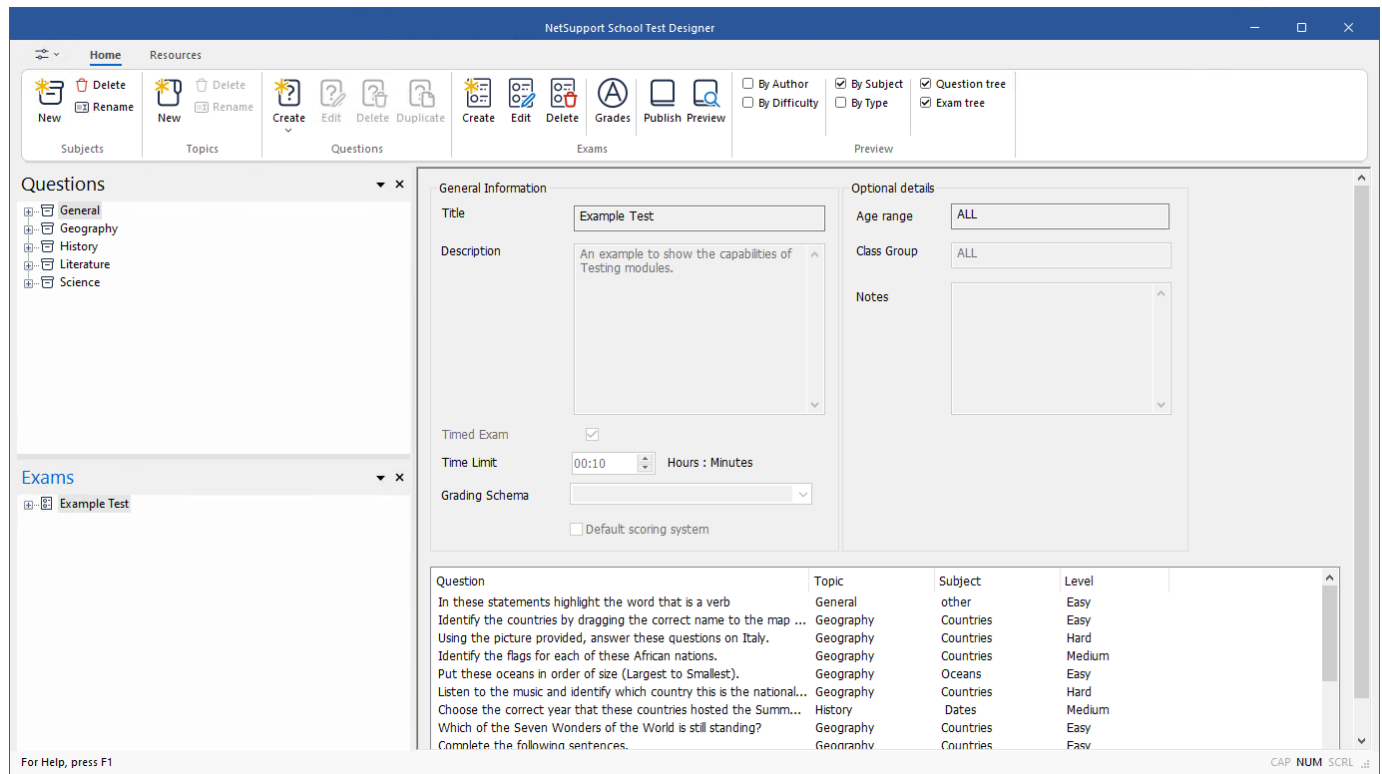 NetSupport School Test Designer
Home Resources
Delete Delete By Author By Subject Question tree
Rename Rename By Difficulty By Type Exam tree
New New Create Edit Delete Duplicate Create Edit Delete Grades Publish Preview
Subjects Topics Questions Exams Preview
Questions
General
Geography
History
Literature
Science
Exams
Example Test
General Information
Title Example Test
Description An example to show the capabilities of
Testing modules.
Timed Exam
Time Limit 00:10 Hours : Minutes
Grading Schema
Default scoring system
Optional details
Age range ALL
Class Group ALL
Notes
Question Topic Subject Level
In these statements highlight the word that is a verb General other Easy
Identify the countries by dragging the correct name to the map ... Geography Countries Easy
Using the picture provided, answer these questions on Italy. Geography Countries Hard
Identify the flags for each of these African nations. Geography Countries Medium
Put these oceans in order of size (Largest to Smallest). Geography Oceans Easy
Listen to the music and identify which country this is the national... Geography Countries Hard
Choose the correct year that these countries hosted the Summ... History Dates Medium
Which of the Seven Wonders of the World is still standing? Geography Countries Easy
Complete the following sentences. Geography Countries Easy
For Help, press F1 CAP NUM SCRL